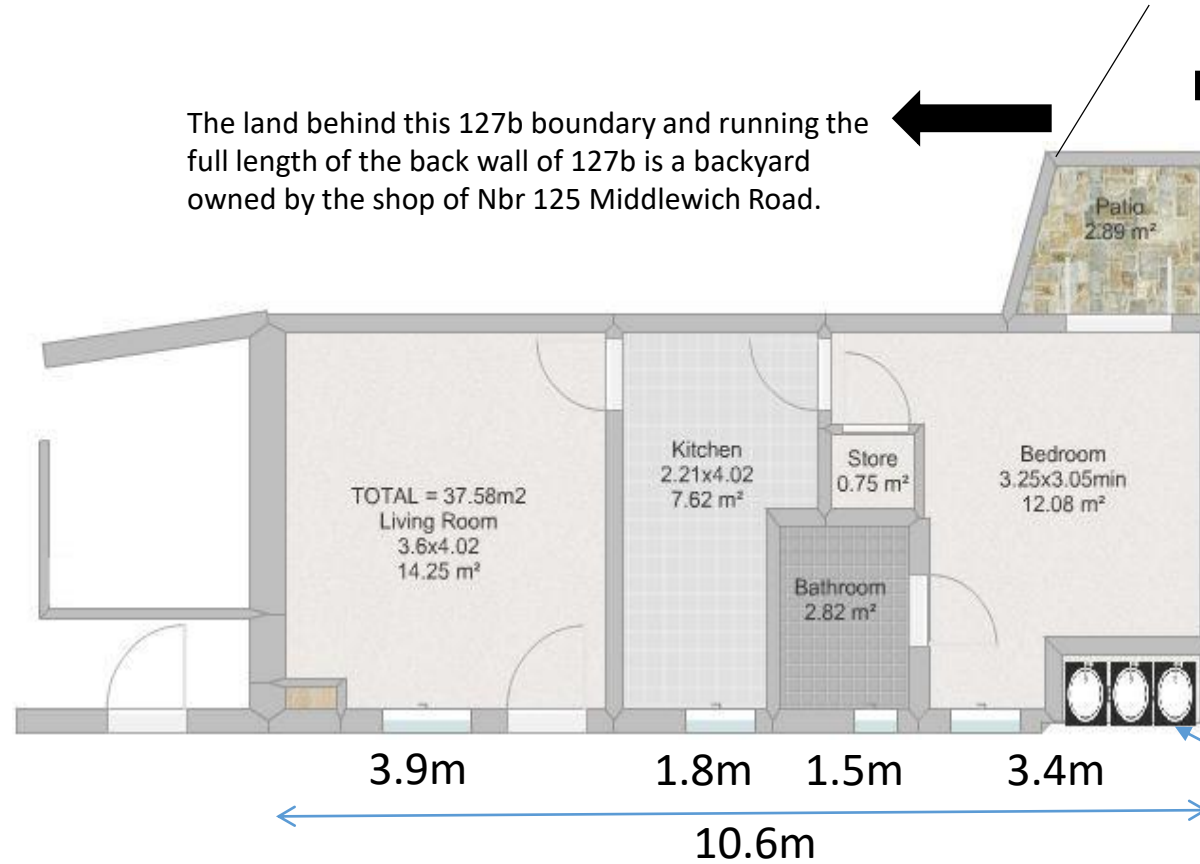 The land behind this 127b boundary and running the
full length of the back wall of 127b is a backyard
owned by the shop of Nbr 125 Middlewich Road.
Patio
2.89 m²
TOTAL = 37.58m2
Living Room
3.6x4.02
14.25 m²
Kitchen
2.21x4.02
7.62 m²
Store
0.75 m²
Bedroom
3.25x3.05min
12.08 m²
Bathroom
2.82 m²
3.9m 1.8m 1.5m 3.4m
10.6m